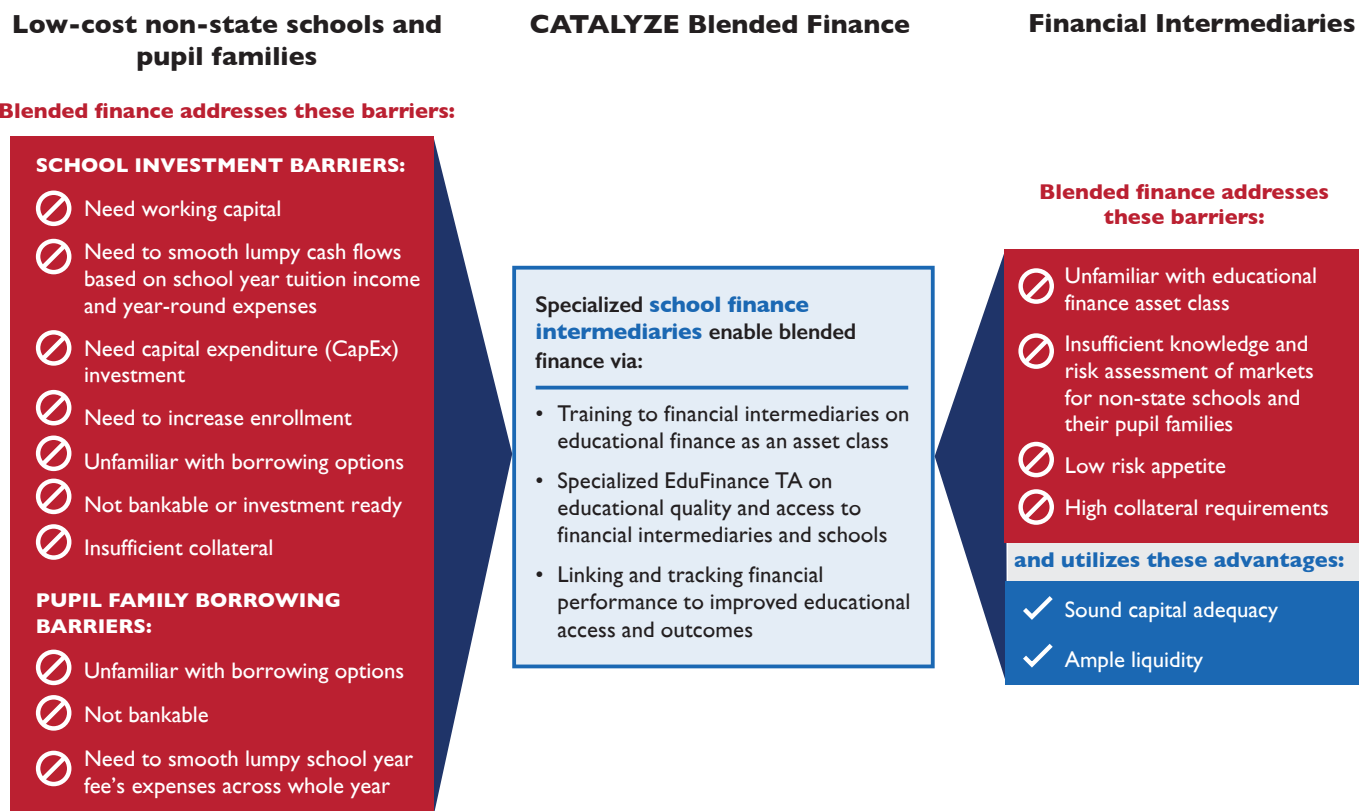 Low-cost non-state schools and
pupil families
Blended finance addresses these barriers:
SCHOOL INVESTMENT BARRIERS:
Need working capital
Need to smooth lumpy cash flows
based on school year tuition income
and year-round expenses
Need capital expenditure (CapEx)
investment
Need to increase enrollment
Unfamiliar with borrowing options
Not bankable or investment ready
Insufficient collateral
PUPIL FAMILY BORROWING
BARRIERS:
Unfamiliar with borrowing options
Not bankable
Need to smooth lumpy school year
fee's expenses across whole year
CATALYZE Blended Finance
Specialized school finance
intermediaries enable blended
finance via:
• Training to financial intermediaries on
educational finance as an asset class
• Specialized EduFinance TA on
educational quality and access to
financial intermediaries and schools
• Linking and tracking financial
performance to improved educational
access and outcomes
Financial Intermediaries
Blended finance addresses
these barriers:
Unfamiliar with educational
finance asset class
Insufficient knowledge and
risk assessment of markets
for non-state schools and
their pupil families
Low risk appetite
High collateral requirements
and utilizes these advantages:
Sound capital adequacy
Ample liquidity